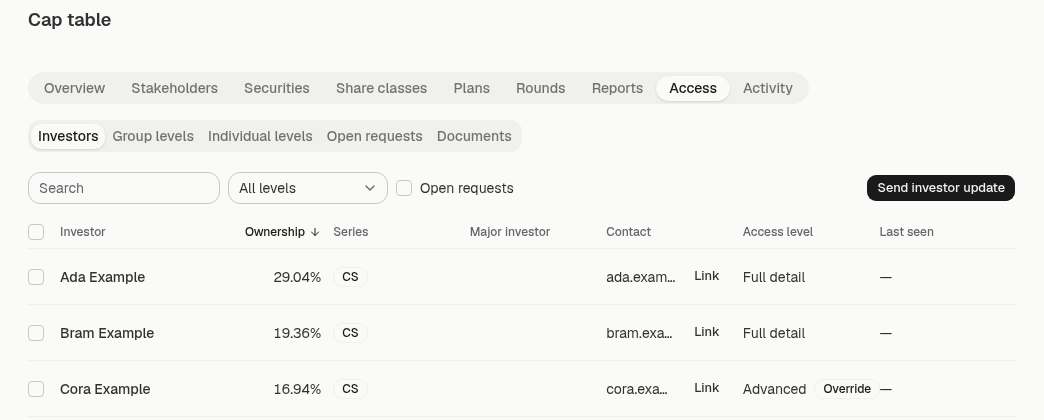 Cap table
Overview Stakeholders Securities Share classes Plans Rounds Reports Access Activity
Investors Group levels Individual levels Open requests Documents
Search All levels Open requests Send investor update
Investor Ownership ↓ Series Major investor Contact Access level Last seen
Ada Example 29.04% CS ada.exam... Link Full detail —
Bram Example 19.36% CS bram.exa... Link Full detail —
Cora Example 16.94% CS cora.exa... Link Advanced Override —